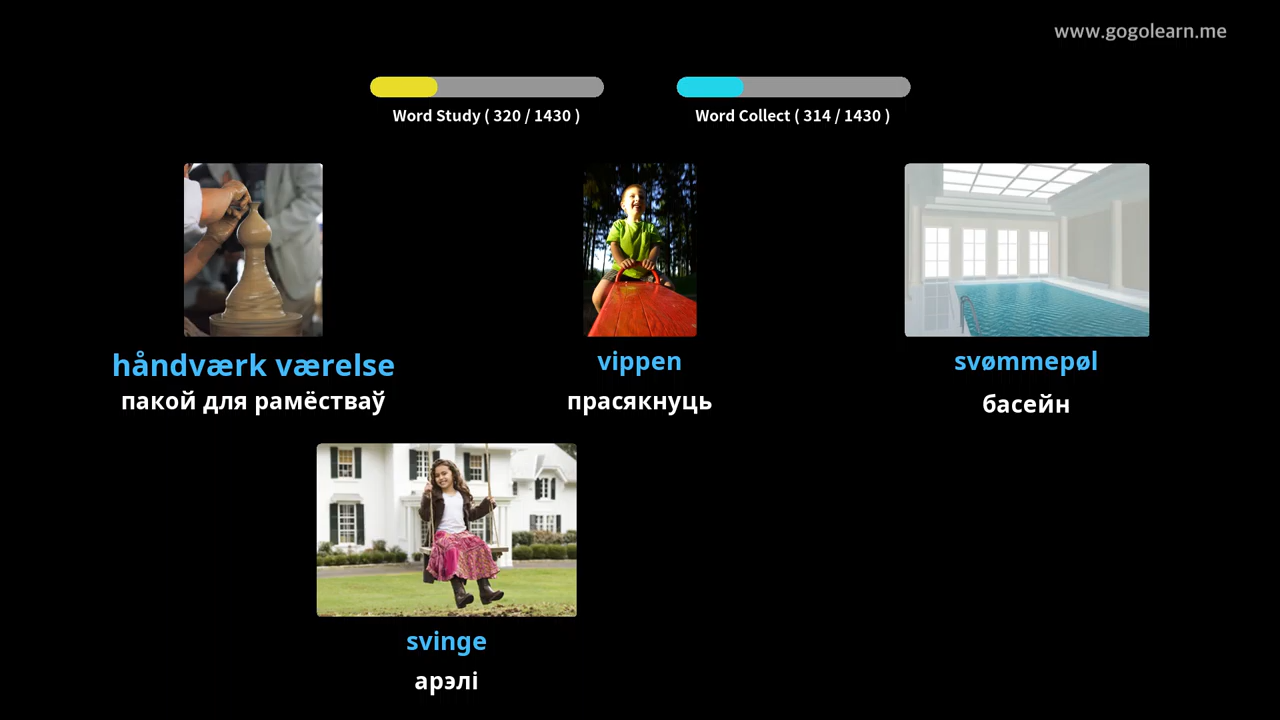 www.gogolearn.me
Word Study ( 320 / 1430 )
Word Collect ( 314 / 1430 )
håndværk værelse
пакой для рамёстваў
vippen
прасякнуць
svømmepøl
басейн
svinge
арэлі